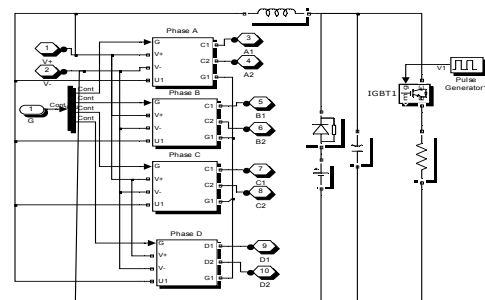 Phase A
G
V+
V-
U1
C1
C2
G1
3
A1
4
A2
1
V+
2
V-
1
G
Cont
Cont
Cont
Cont
Phase B
G
V+
V-
U1
C1
C2
G1
5
B1
6
B2
Phase C
G
V+
V-
U1
C1
C2
G1
7
C1
8
C2
Phase D
G
V+
V-
U1
D1
D2
G1
9
D1
10
D2
IGBT1
V1
Pulse
Generator1